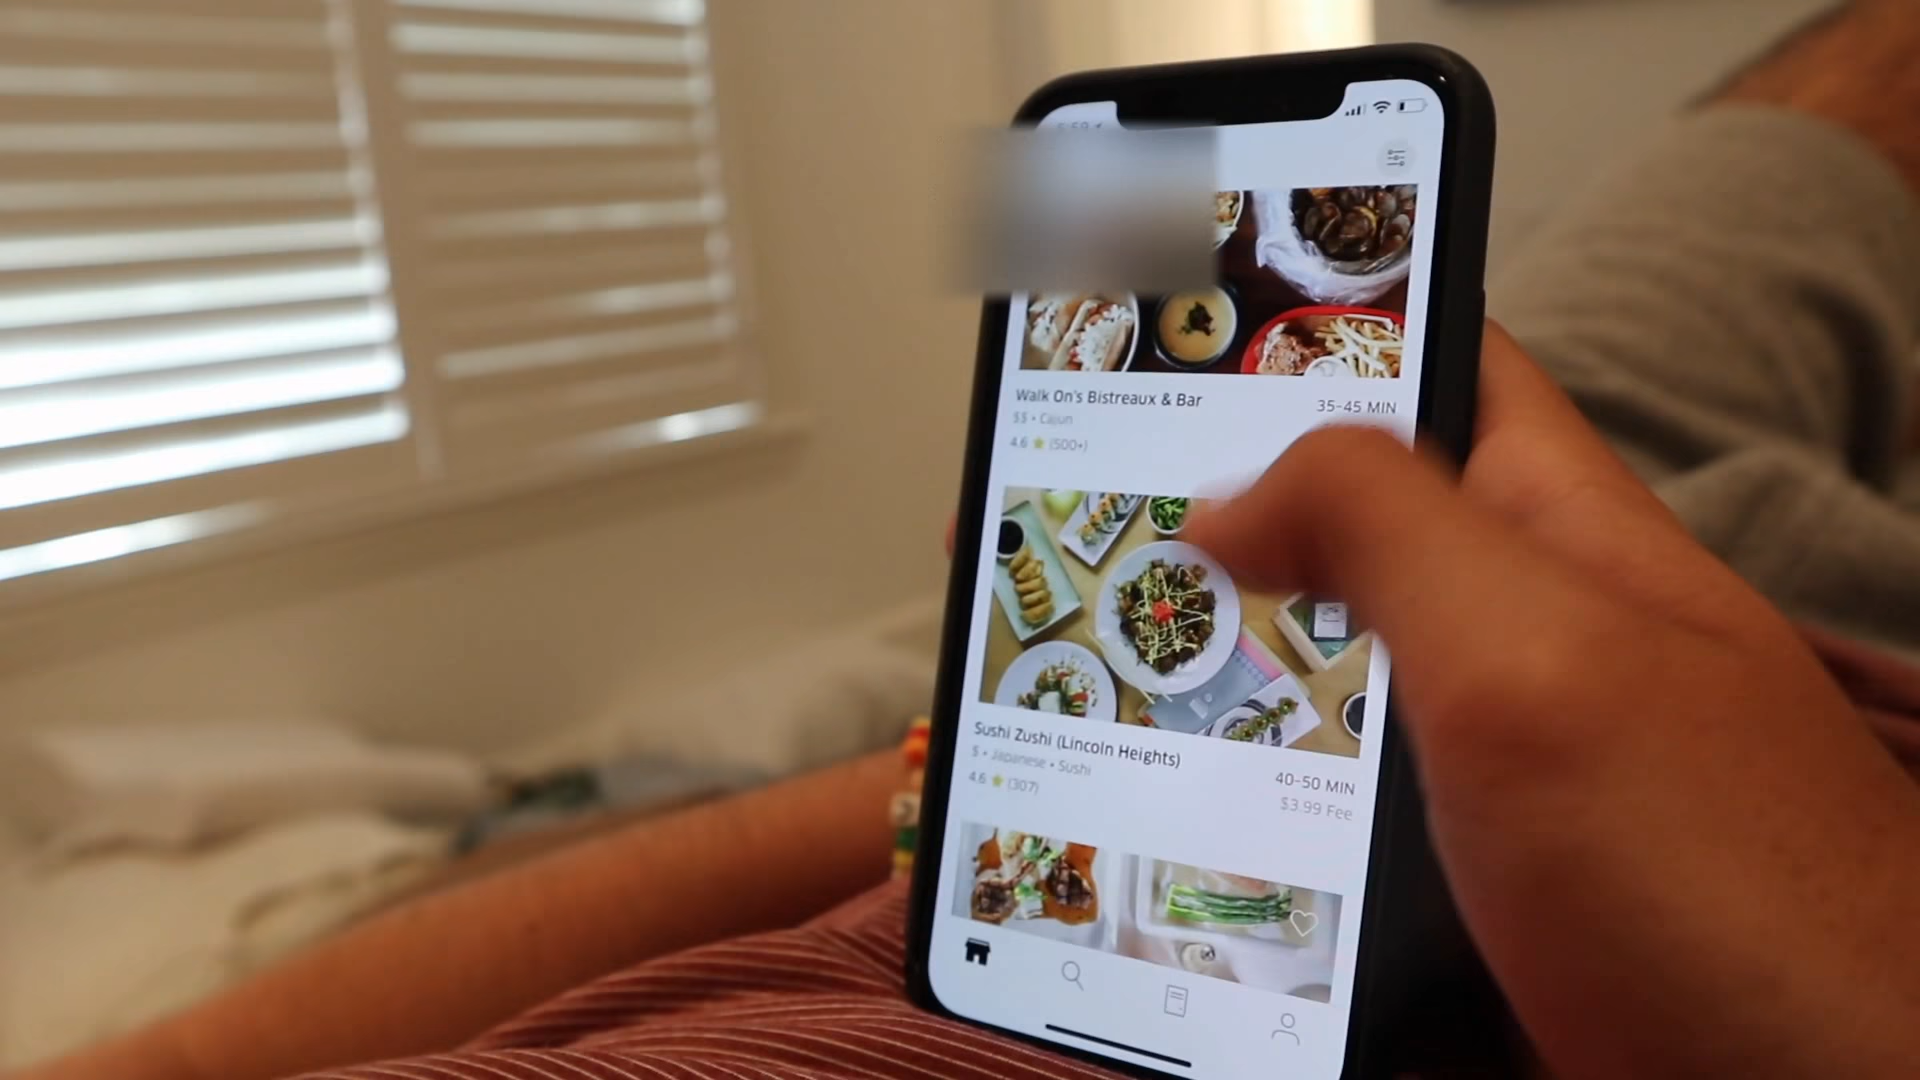 Walk On's Bistreaux & Bar
35-45 MIN
$$ • Cajun
4.6 ★ (500+)
Sushi Zushi (Lincoln Heights)
$ • Japanese • Sushi
40-50 MIN
4.6 ★ (307)
$3.99 Fee